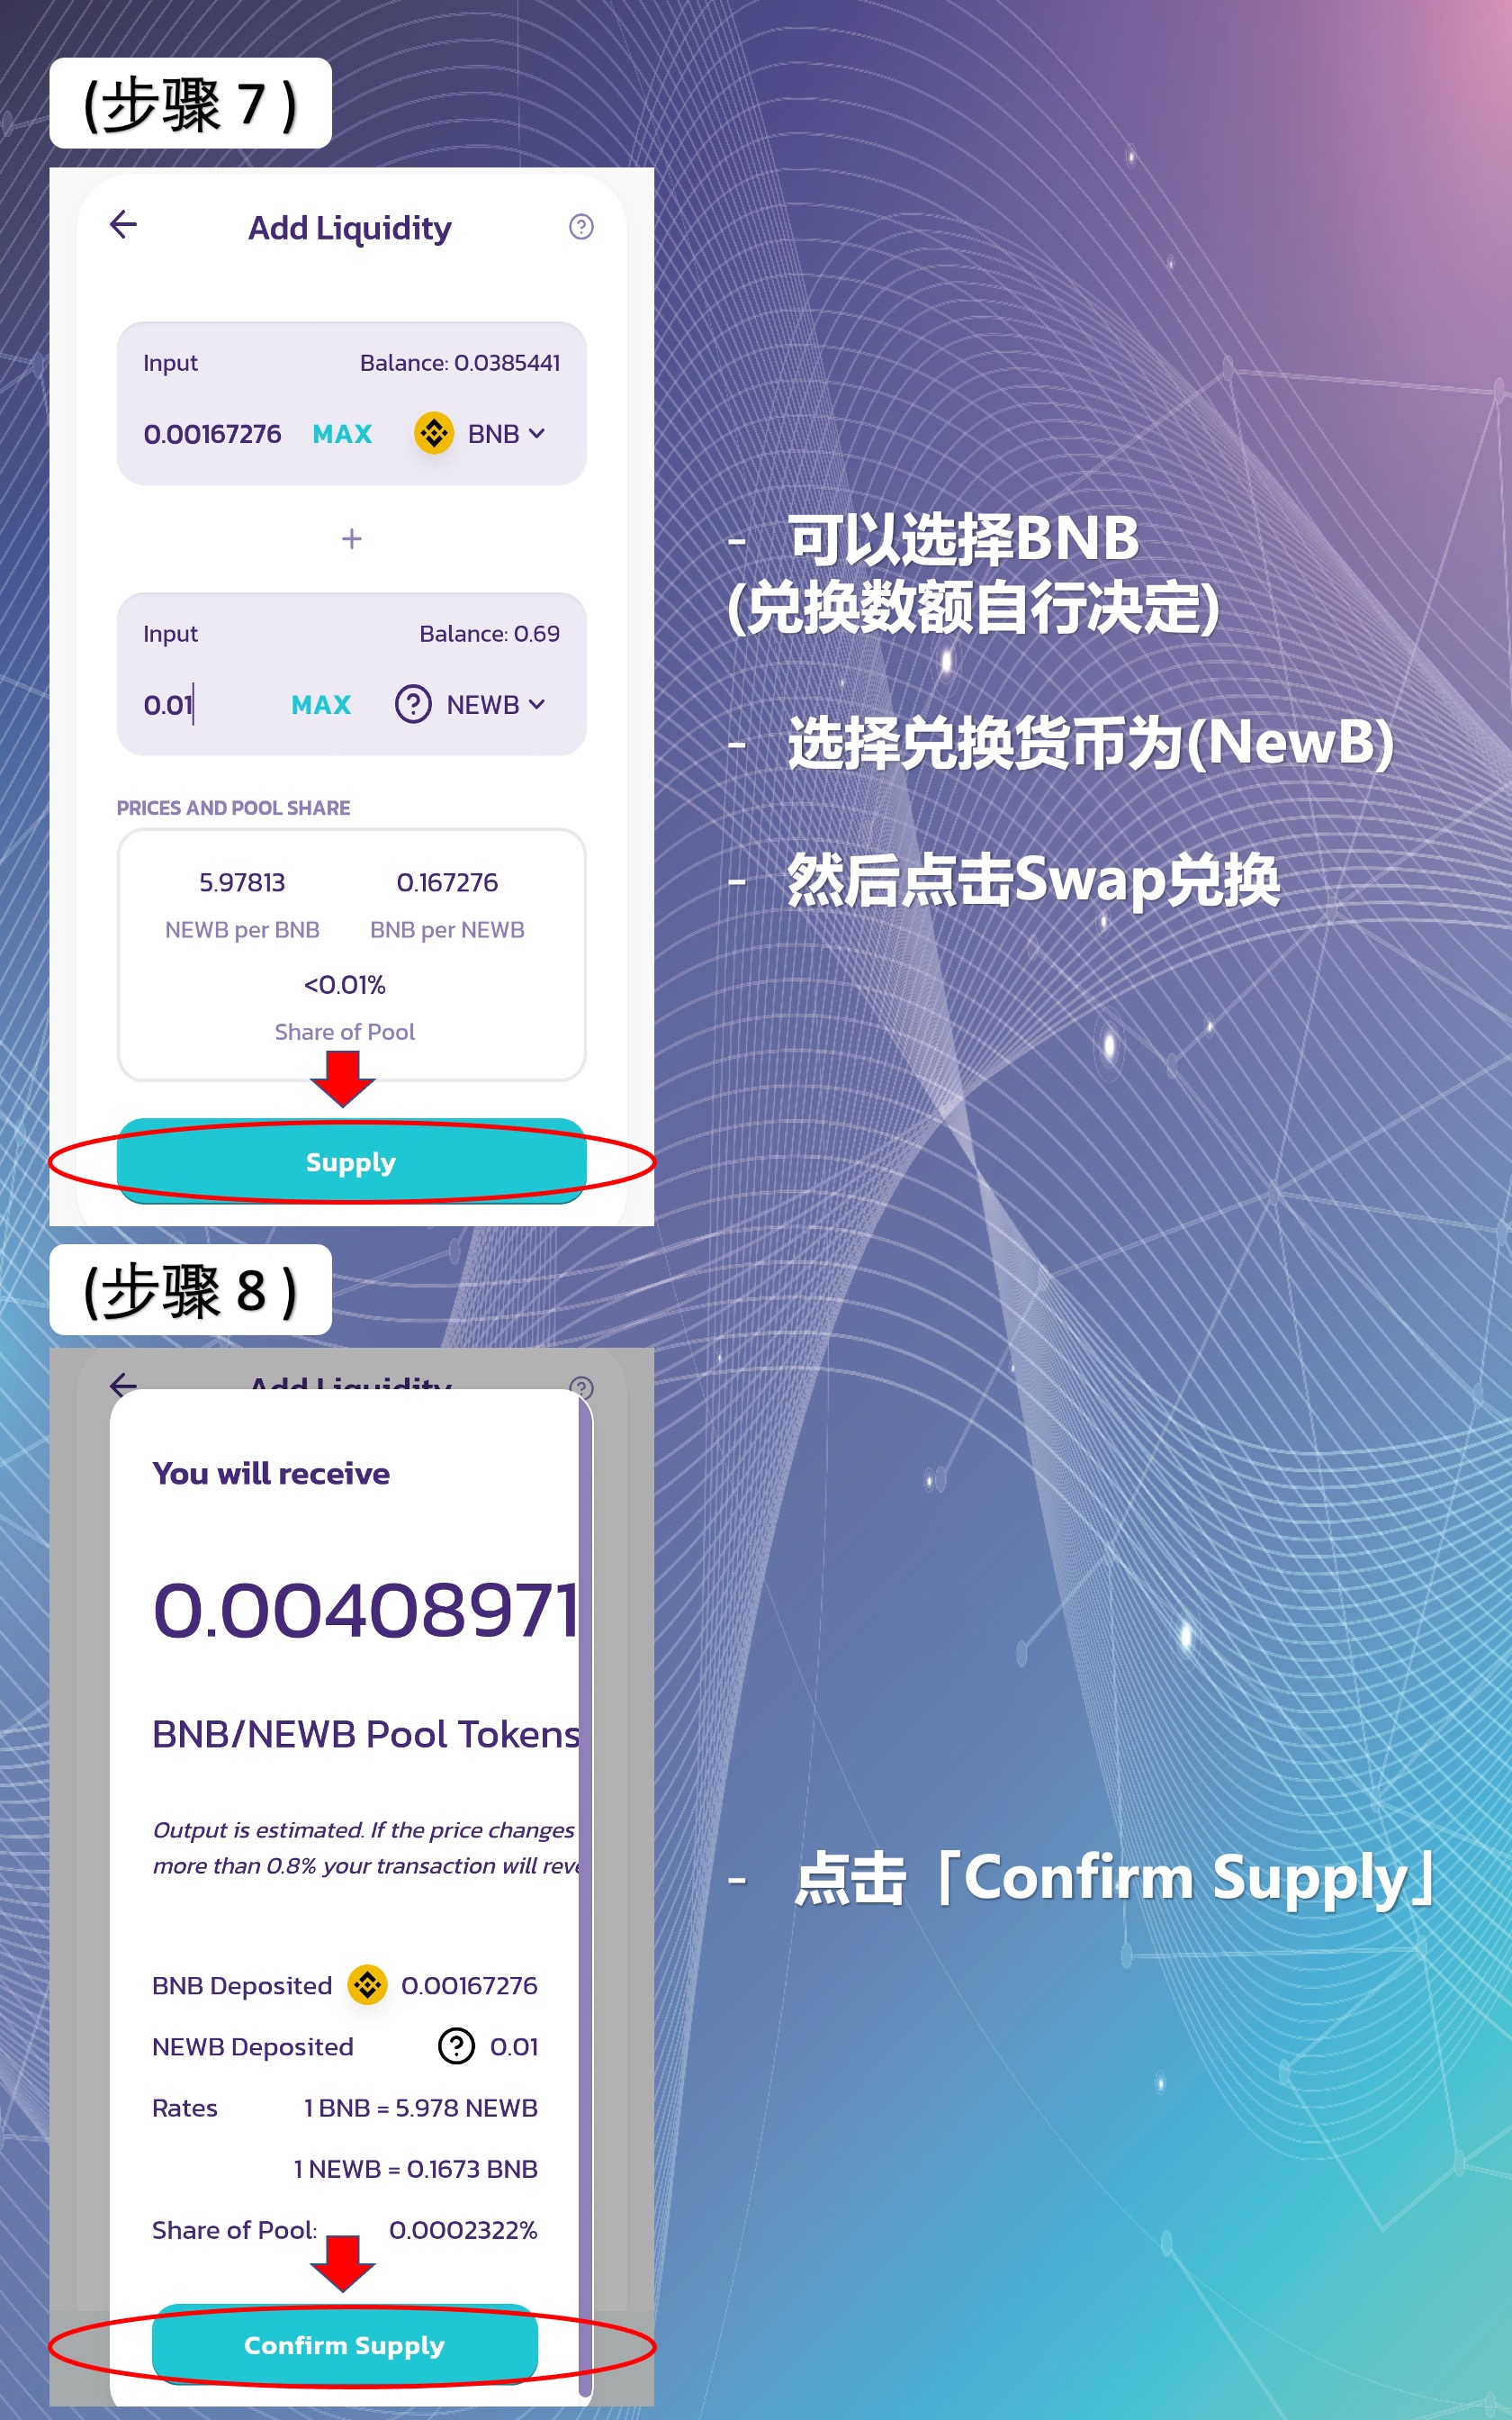 (步骤 7 )
Add Liquidity
Input Balance: 0.0385441
0.00167276 MAX BNB
+
Input Balance: 0.69
0.01 MAX NEWB
PRICES AND POOL SHARE
5.97813 0.167276
NEWB per BNB BNB per NEWB
<0.01%
Share of Pool
Supply
- 可以选择BNB
(兑换数额自行决定)
- 选择兑换货币为(NewB)
- 然后点击Swap兑换
(步骤 8 )
Add Liquidity
You will receive
0.00408971
BNB/NEWB Pool Tokens
Output is estimated. If the price changes
more than 0.8% your transaction will reve
BNB Deposited 0.00167276
NEWB Deposited 0.01
Rates 1 BNB = 5.978 NEWB
1 NEWB = 0.1673 BNB
Share of Pool: 0.0002322%
Confirm Supply
- 点击「Confirm Supply」